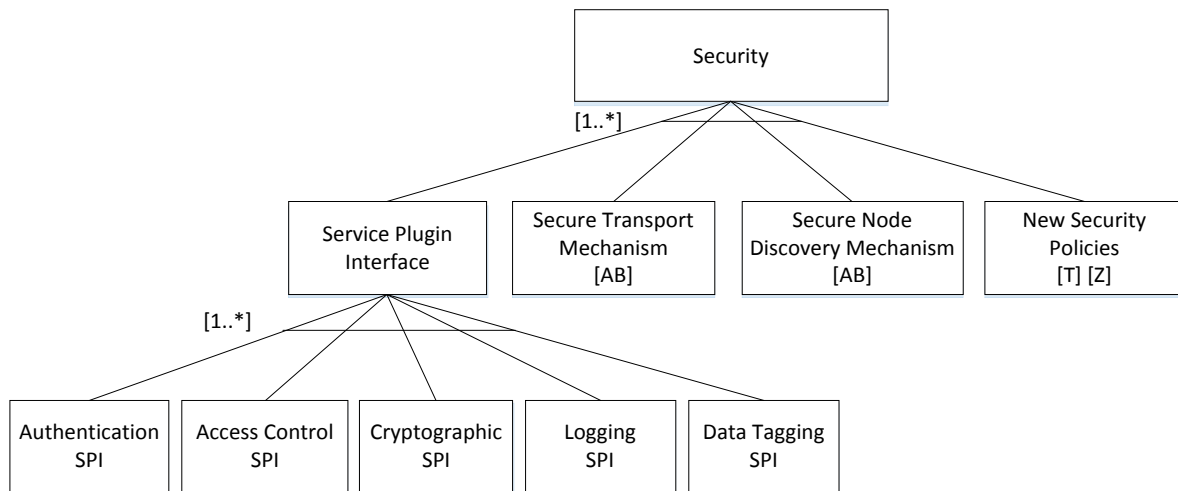 Security
[1..*]
Service Plugin
Interface
Secure Transport
Mechanism
[AB]
Secure Node
Discovery Mechanism
[AB]
New Security
Policies
[T] [Z]
[1..*]
Authentication
SPI
Access Control
SPI
Cryptographic
SPI
Logging
SPI
Data Tagging
SPI